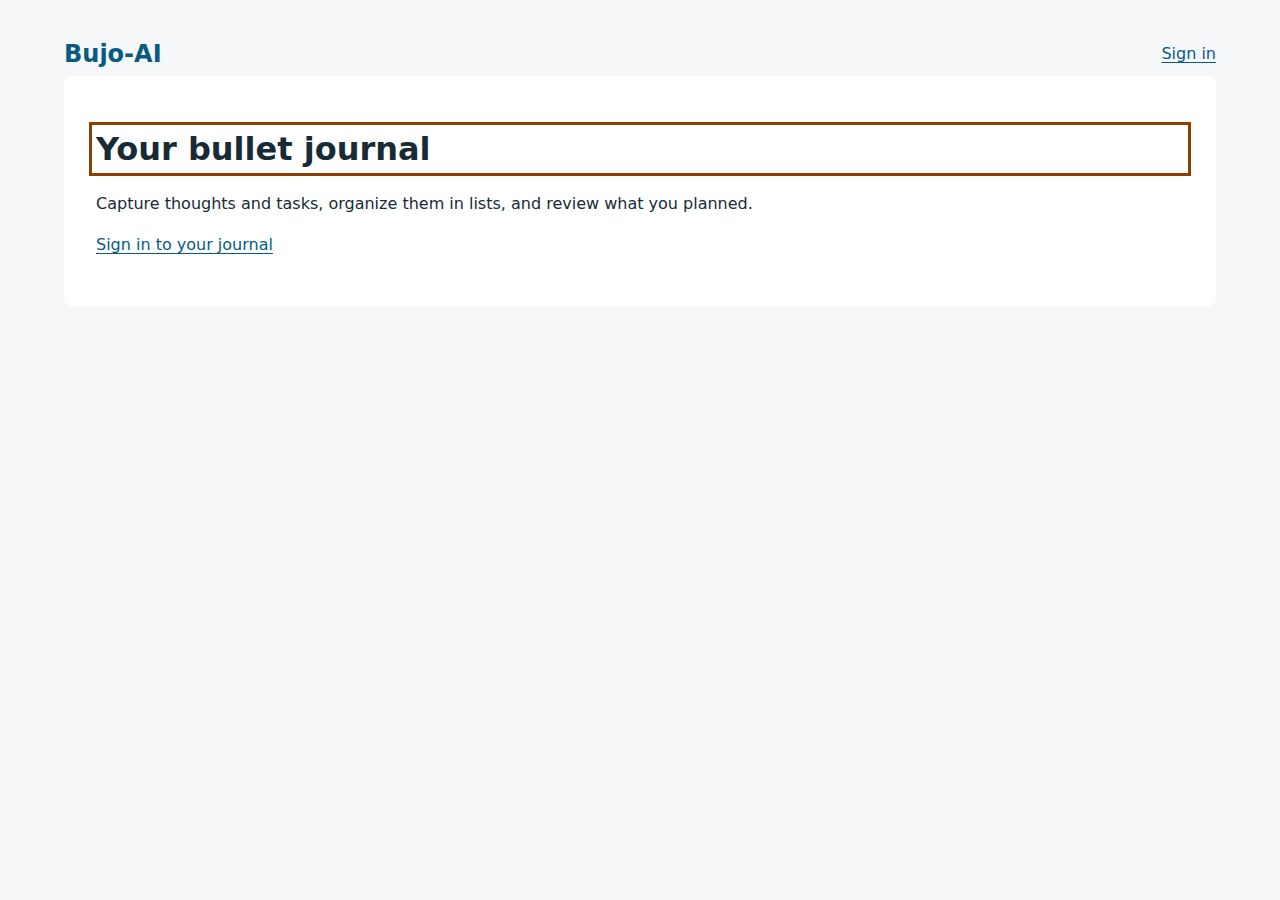 Bujo-AI
Sign in
Your bullet journal
Capture thoughts and tasks, organize them in lists, and review what you planned.
Sign in to your journal